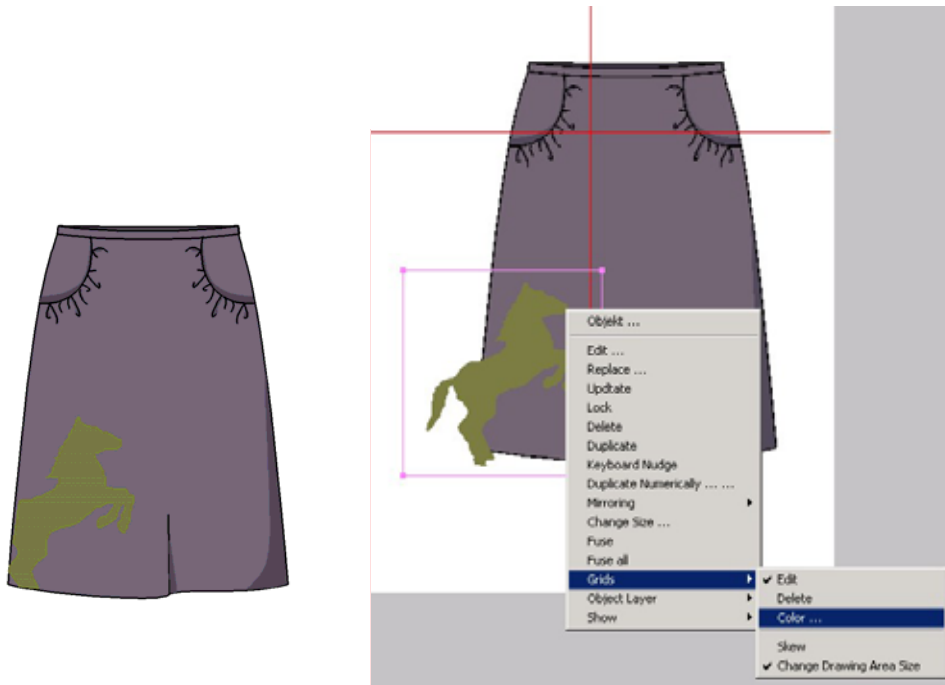 Objekt ...
Edit ...
Replace ...
Updtate
Lock
Delete
Duplicate
Keyboard Nudge
Duplicate Numerically ... ...
Mirroring
Change Size ...
Fuse
Fuse all
Grids
Object Layer
Show
Edit
Delete
Color ...
Skew
Change Drawing Area Size